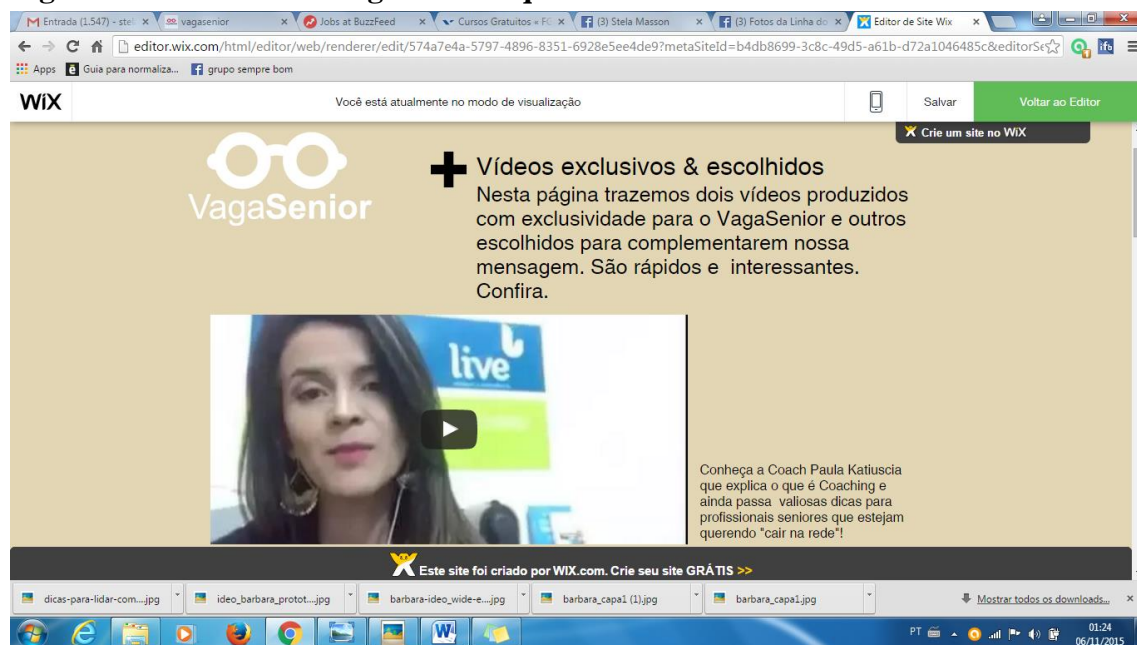 Entrada (1.547) - ste
vagasenior
Jobs at BuzzFeed
Cursos Gratuitos « FG
(3) Stela Masson
(3) Fotos da Linha do
Editor de Site Wix
editor.wix.com/html/editor/web/renderer/edit/574a7e4a-5797-4896-8351-6928e5ee4de9?metaSiteId=b4db8699-3c8c-49d5-a61b-d72a1046485c&editorSe
Apps
Guia para normaliza...
grupo sempre bom
WiX
Você está atualmente no modo de visualização
Salvar
Voltar ao Editor
Crie um site no WiX
VagaSenior
+ Vídeos exclusivos & escolhidos
Nesta página trazemos dois vídeos produzidos
com exclusividade para o VagaSenior e outros
escolhidos para complementarem nossa
mensagem. São rápidos e interessantes.
Confira.
live
Conheça a Coach Paula Katiuscia
que explica o que é Coaching e
ainda passa valiosas dicas para
profissionais seniores que estejam
querendo "cair na rede"!
Este site foi criado por WIX.com. Crie seu site GRÁTIS >>
dicas-para-lidar-com....jpg
ideo_barbara_protot....jpg
barbara-ideo_wide-e....jpg
barbara_capa1 (1).jpg
barbara_capa1.jpg
Mostrar todos os downloads...
PT
01:24
06/11/2015